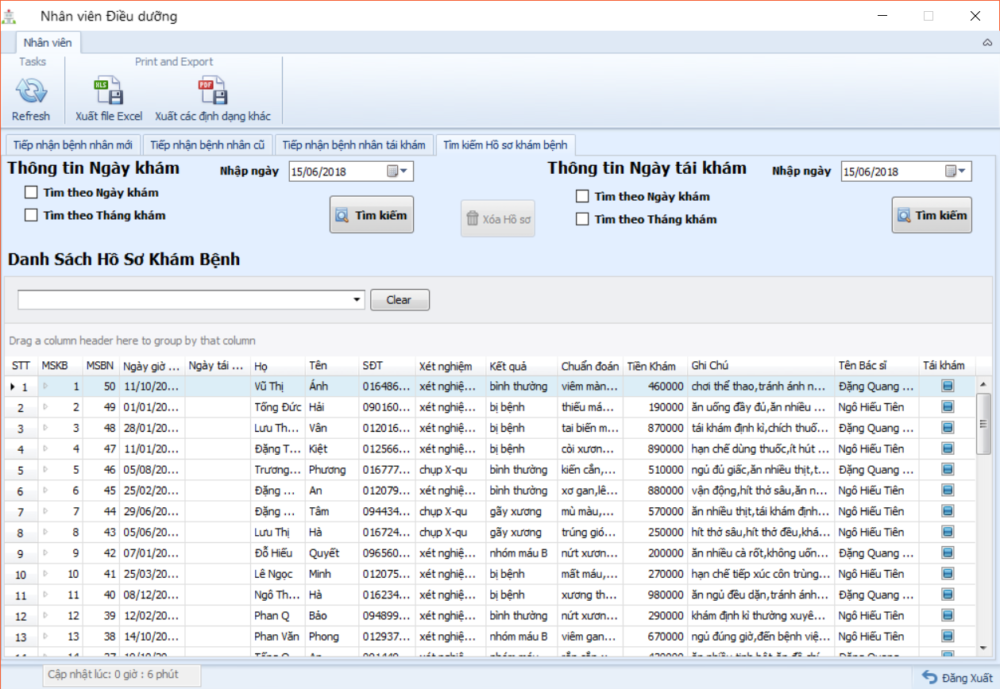 Nhân viên Điều dưỡng
Nhân viên
Tasks Print and Export
XLS PDF
Refresh Xuất file Excel Xuất các định dạng khác
Tiếp nhận bệnh nhân mới Tiếp nhận bệnh nhân cũ Tiếp nhận bệnh nhân tái khám Tìm kiếm Hồ sơ khám bệnh
Thông tin Ngày khám Nhập ngày 15/06/2018 Thông tin Ngày tái khám Nhập ngày 15/06/2018
Tìm theo Ngày khám Tìm theo Ngày khám
Tìm theo Tháng khám Tìm kiếm Xóa Hồ sơ Tìm theo Tháng khám Tìm kiếm
Danh Sách Hồ Sơ Khám Bệnh
Clear
Drag a column header here to group by that column
STT MSKB MSBN Ngày giờ ... Ngày tái ... Họ Tên SĐT Xét nghiệm Kết quả Chuẩn đoán Tiền Khám Ghi Chú Tên Bác sĩ Tái khám
1 1 50 11/10/20... Vũ Thị Ánh 016486... xét nghiệ... bình thường viêm màn... 460000 chơi thể thao,tránh ánh n... Đặng Quang ...
2 2 49 01/01/20... Tống Đức Hải 090160... xét nghiệ... bị bệnh thiếu má... 190000 ăn uống đầy đủ,ăn nhiều ... Ngô Hiếu Tiên
3 3 48 28/01/20... Lưu Th... Vân 012016... xét nghiệ... bị bệnh tai biến m... 870000 tái khám định kì,chích thuố... Đặng Quang ...
4 4 47 11/01/20... Đặng T... Kiệt 012566... xét nghiệ... bị bệnh còi xươn... 890000 hạn chế dùng thuốc,ít hút ... Ngô Hiếu Tiên
5 5 46 05/08/20... Trương... Phương 016777... chụp X-qu bình thường kiến cắn,... 510000 ngủ đủ giấc,ăn nhiều thịt,t... Đặng Quang ...
6 6 45 25/02/20... Đặng ... An 012079... xét nghiệ... bình thường xơ gan,lê... 880000 vận động,hít thở sâu,ăn n... Ngô Hiếu Tiên
7 7 44 29/06/20... Đặng ... Tâm 094434... chụp X-qu gãy xương mù màu,... 570000 ăn nhiều thịt,tái khám định... Ngô Hiếu Tiên
8 8 43 05/06/20... Lưu Thị Hà 016724... chụp X-qu gãy xương trúng gió... 250000 hít thở sâu,hít thở đều,khá... Ngô Hiếu Tiên
9 9 42 07/01/20... Đỗ Hiếu Quyết 096560... xét nghiệ... nhóm máu B nứt xươn... 200000 ăn nhiều cà rốt,không uốn... Đặng Quang ...
10 10 41 25/03/20... Lê Ngọc Minh 012075... xét nghiệ... bị bệnh mất máu,... 270000 hạn chế tiếp xúc côn trùng... Ngô Hiếu Tiên
11 11 40 08/12/20... Ngô Th... Hà 016234... xét nghiệ... bị bệnh xương th... 980000 ăn ngủ đều dặn,tránh ánh... Đặng Quang ...
12 12 39 12/02/20... Phan Q Bảo 094899... xét nghiệ... bình thường nứt xươn... 290000 khám định kì thường xuyê... Ngô Hiếu Tiên
13 13 38 14/10/20... Phan Văn Phong 012937... xét nghiệ... nhóm máu B viêm gan... 670000 ngủ đúng giờ,đến bệnh việ... Ngô Hiếu Tiên
Cập nhật lúc: 0 giờ : 6 phút Đăng Xuất